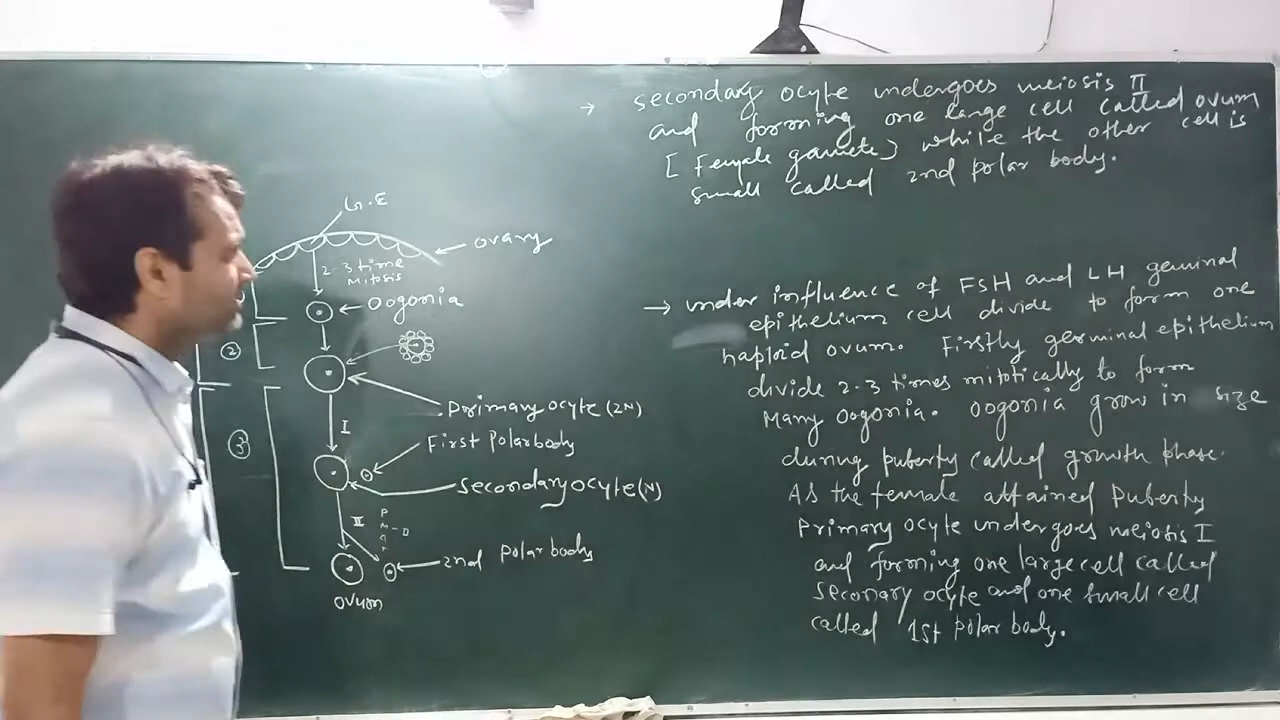 G.E
ovary
2-3 time
Mitosis
Oogonia
②
Primary ocyte (2N)
I
First Polarbody
③
Secondary ocyte (N)
II
P
M
A
- D
2nd polar body
ovum
→ secondary ocyte undergoes meiosis II
and forming one large cell called ovum
[Female gamete) while the other cell is
small called 2nd polar body.
→ under influence of FSH and LH geminal
epithelium cell divide to form one
haploid ovum. Firstly germinal epithelium
divide 2-3 times mitotically to form
Many oogonia. oogonia grow in size
during puberty called growth phase.
As the female attained Puberty
Primary ocyte undergoes meiosis I
and forming one large cell called
Seconary ocyte and one small cell
called 1st polar body.